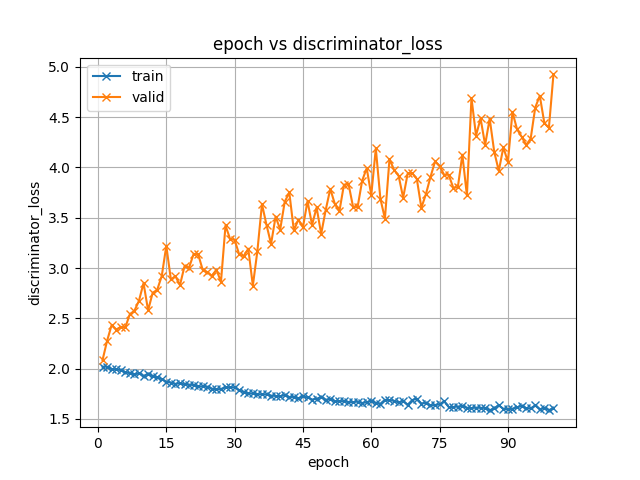 epoch vs discriminator_loss
train
valid
discriminator_loss
5.0
4.5
4.0
3.5
3.0
2.5
2.0
1.5
0 15 30 45 60 75 90
epoch